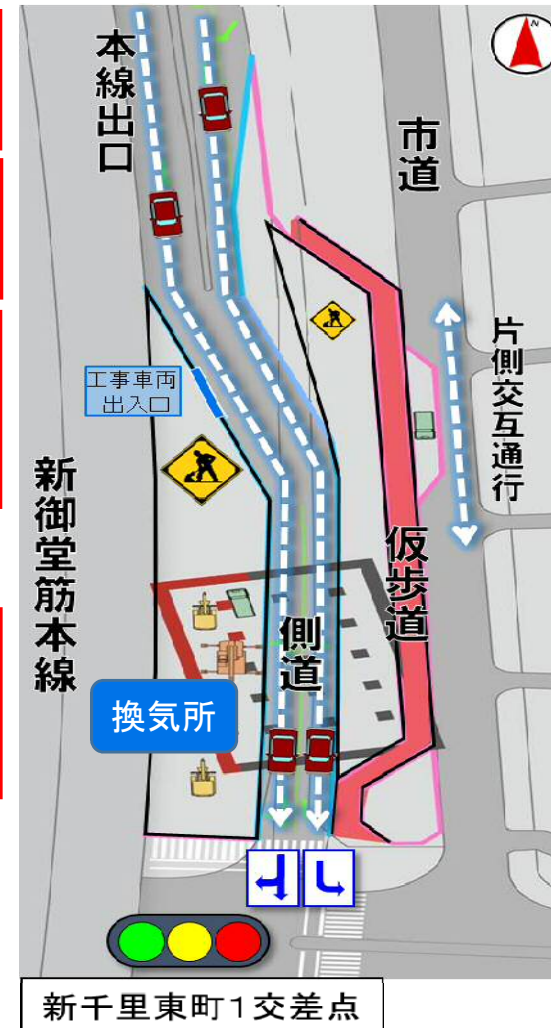 本線出口
N
市道
工事車両
出入口
片側交互通行
新御堂筋本線
仮歩道
側道
換気所
新千里東町1交差点